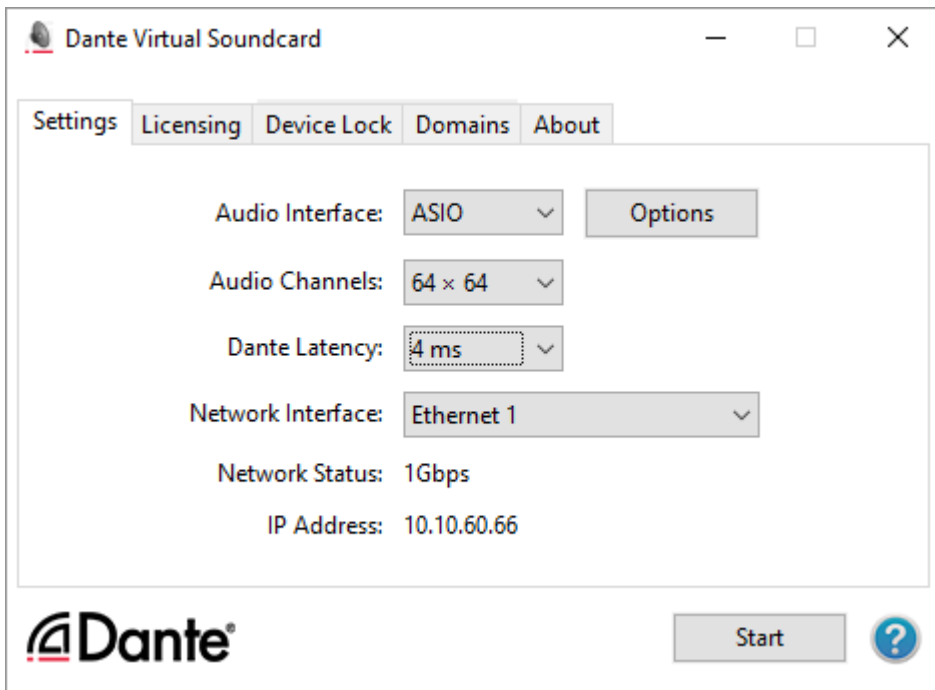 Dante Virtual Soundcard
Settings Licensing Device Lock Domains About
Audio Interface: ASIO Options
Audio Channels: 64 × 64
Dante Latency: 4 ms
Network Interface: Ethernet 1
Network Status: 1Gbps
IP Address: 10.10.60.66
Dante® Start ?